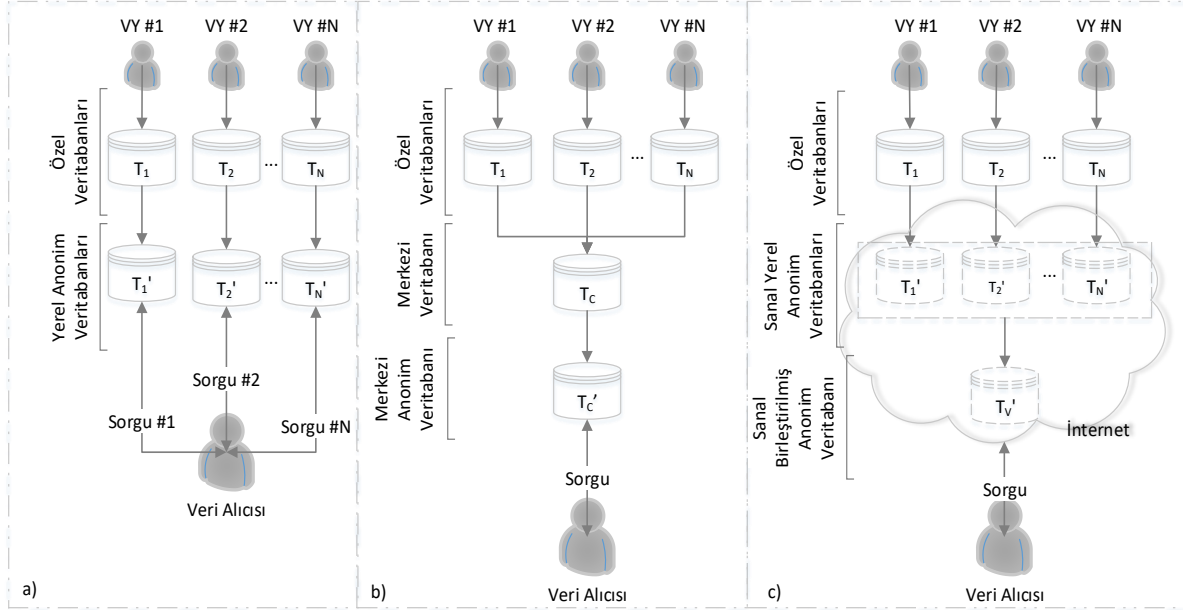 VY #1 VY #2 VY #N
Özel
Veritabanları
T1 T2 ... TN
Yerel Anonim
Veritabanları
T1' T2' ... TN'
Sorgu #2
Sorgu #1 Sorgu #N
Veri Alıcısı
a)
VY #1 VY #2 VY #N
Özel
Veritabanları
T1 T2 ... TN
Merkezi
Veritabanı
TC
Merkezi
Anonim
Veritabanı
TC'
Sorgu
Veri Alıcısı
b)
VY #1 VY #2 VY #N
Özel
Veritabanları
T1 T2 ... TN
Sanal Yerel
Anonim
Veritabanları
T1' T2' ... TN'
Sanal
Birleştirilmiş
Anonim
Veritabanı
TV'
İnternet
Sorgu
Veri Alıcısı
c)